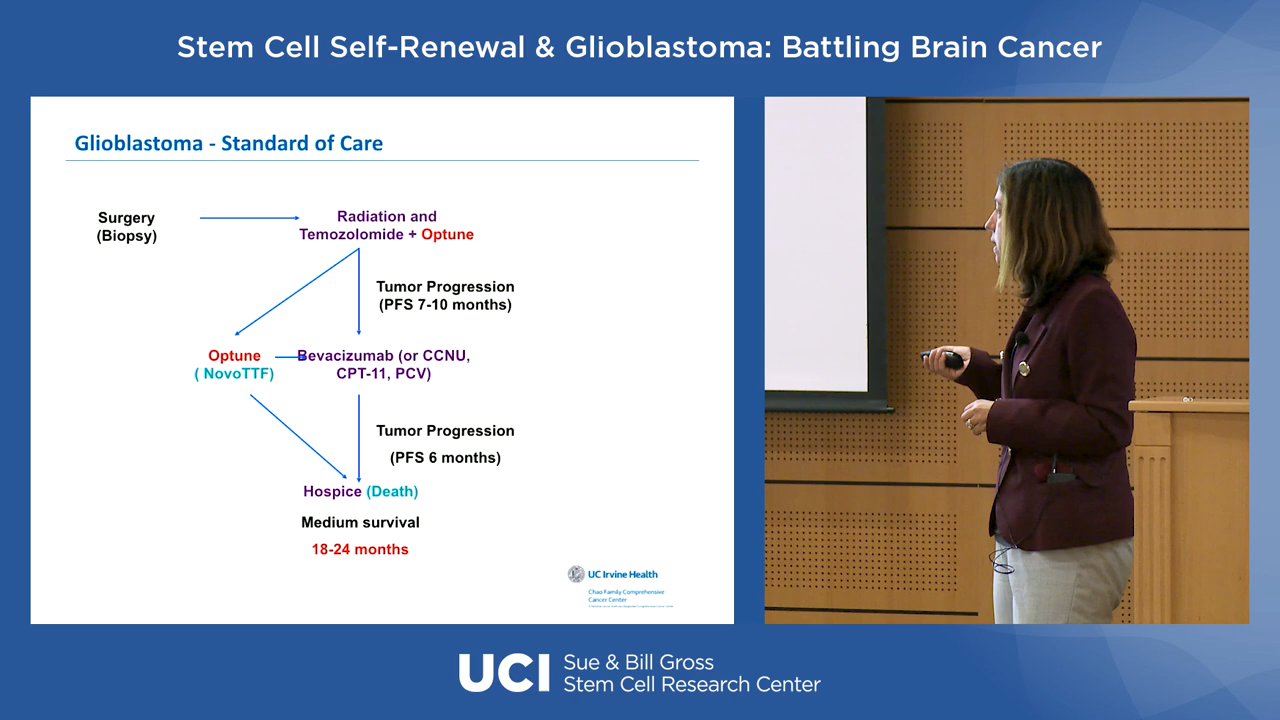 Stem Cell Self-Renewal & Glioblastoma: Battling Brain Cancer
Glioblastoma - Standard of Care
Surgery
(Biopsy)
Radiation and
Temozolomide + Optune
Tumor Progression
(PFS 7-10 months)
Optune
( NovoTTF)
Bevacizumab (or CCNU,
CPT-11, PCV)
Tumor Progression
(PFS 6 months)
Hospice (Death)
Medium survival
18-24 months
UC Irvine Health
Chao Family Comprehensive
Cancer Center
UCI
Sue & Bill Gross
Stem Cell Research Center